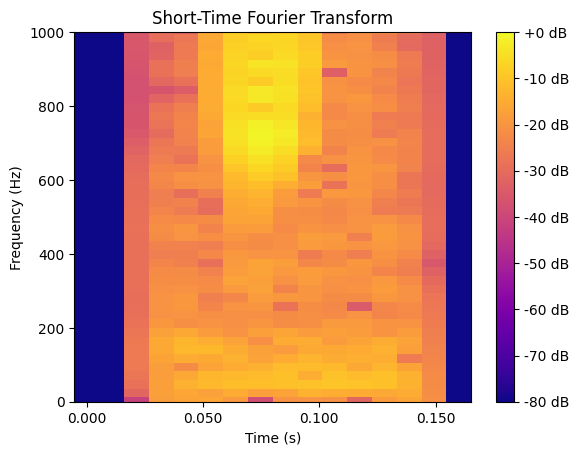 Short-Time Fourier Transform
1000
800
600
400
200
0
Frequency (Hz)
0.000
0.050
0.100
0.150
Time (s)
+0 dB
-10 dB
-20 dB
-30 dB
-40 dB
-50 dB
-60 dB
-70 dB
-80 dB